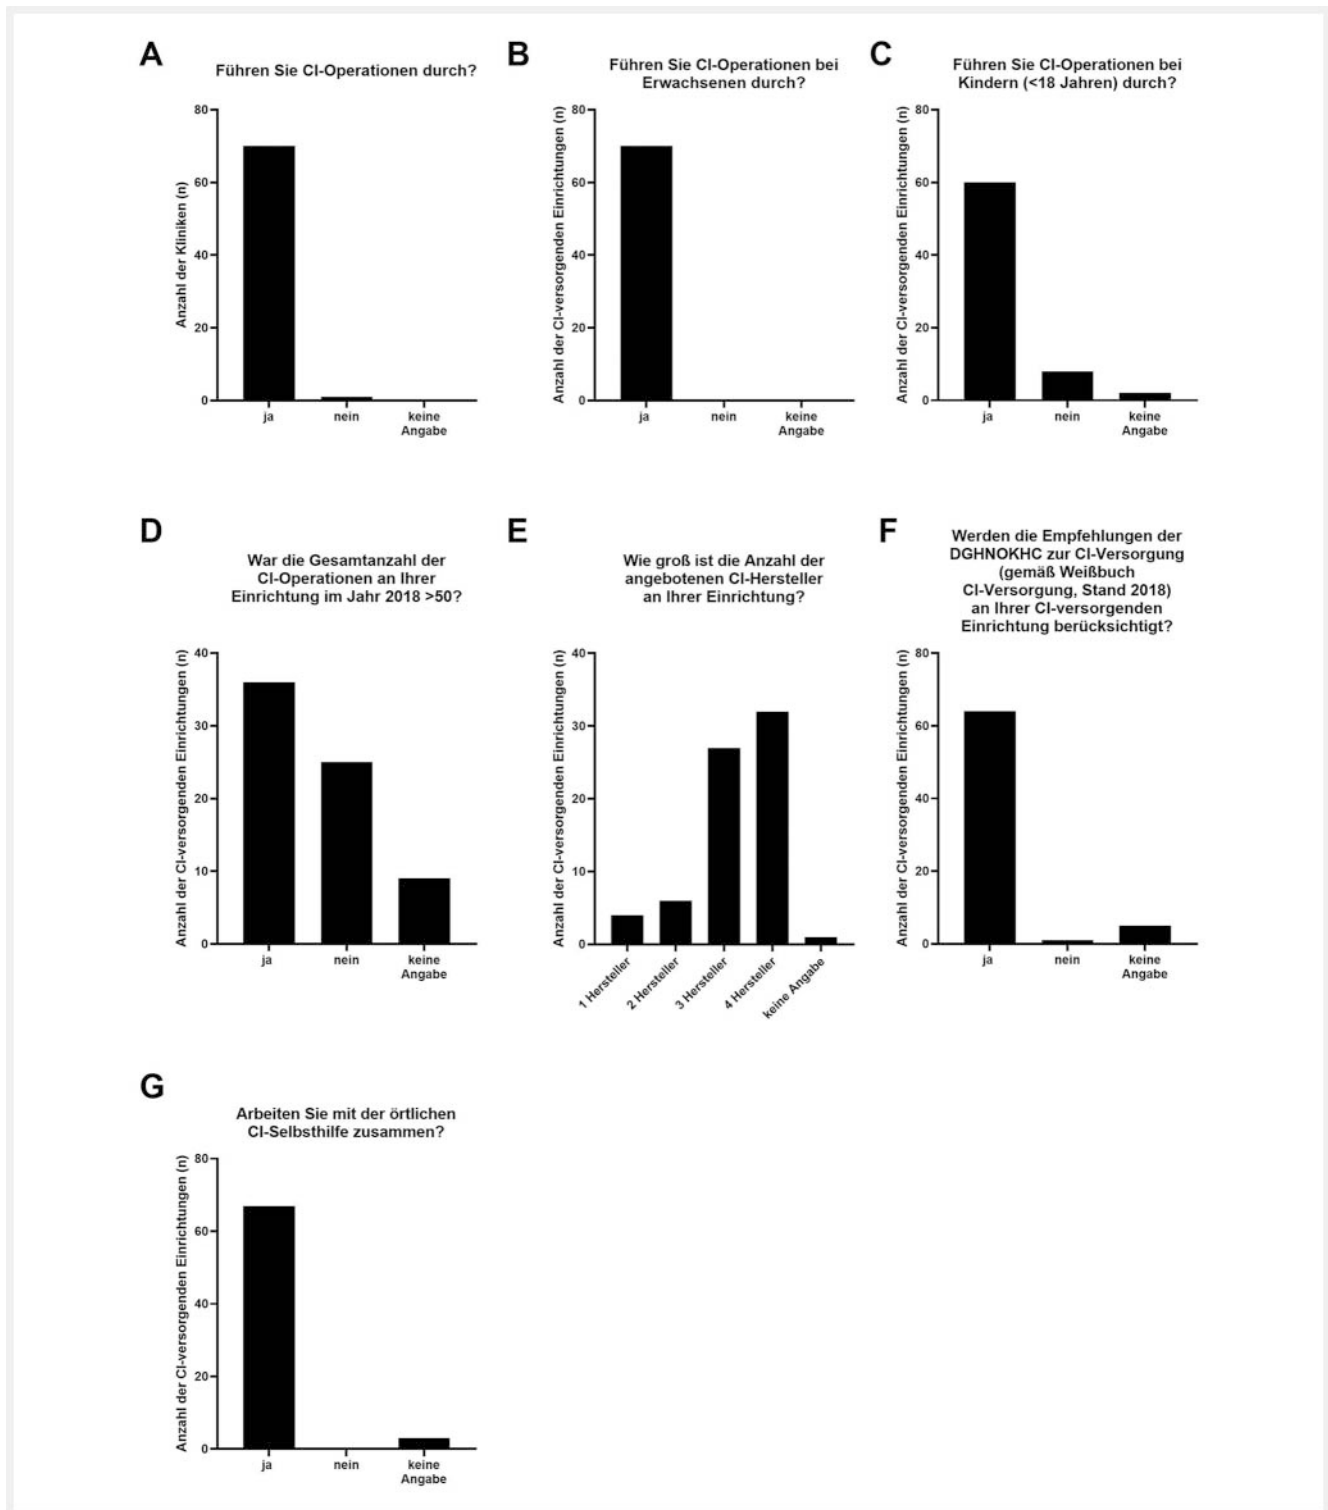 A
Führen Sie CI-Operationen durch?
Anzahl der Kliniken (n)
80
60
40
20
0
ja
nein
keine
Angabe
B
Führen Sie CI-Operationen bei
Erwachsenen durch?
Anzahl der CI-versorgenden Einrichtungen (n)
80
60
40
20
0
ja
nein
keine
Angabe
C
Führen Sie CI-Operationen bei
Kindern (<18 Jahren) durch?
Anzahl der CI-versorgenden Einrichtungen (n)
80
60
40
20
0
ja
nein
keine
Angabe
D
War die Gesamtanzahl der
CI-Operationen an Ihrer
Einrichtung im Jahr 2018 >50?
Anzahl der CI-versorgenden Einrichtungen (n)
40
30
20
10
0
ja
nein
keine
Angabe
E
Wie groß ist die Anzahl der
angebotenen CI-Hersteller
an Ihrer Einrichtung?
Anzahl der CI-versorgenden Einrichtungen (n)
40
30
20
10
0
1 Hersteller
2 Hersteller
3 Hersteller
4 Hersteller
keine Angabe
F
Werden die Empfehlungen der
DGHNOKHC zur CI-Versorgung
(gemäß Weißbuch
CI-Versorgung, Stand 2018)
an Ihrer CI-versorgenden
Einrichtung berücksichtigt?
Anzahl der CI-versorgenden Einrichtungen (n)
80
60
40
20
0
ja
nein
keine
Angabe
G
Arbeiten Sie mit der örtlichen
CI-Selbsthilfe zusammen?
Anzahl der CI-versorgenden Einrichtungen (n)
80
60
40
20
0
ja
nein
keine
Angabe